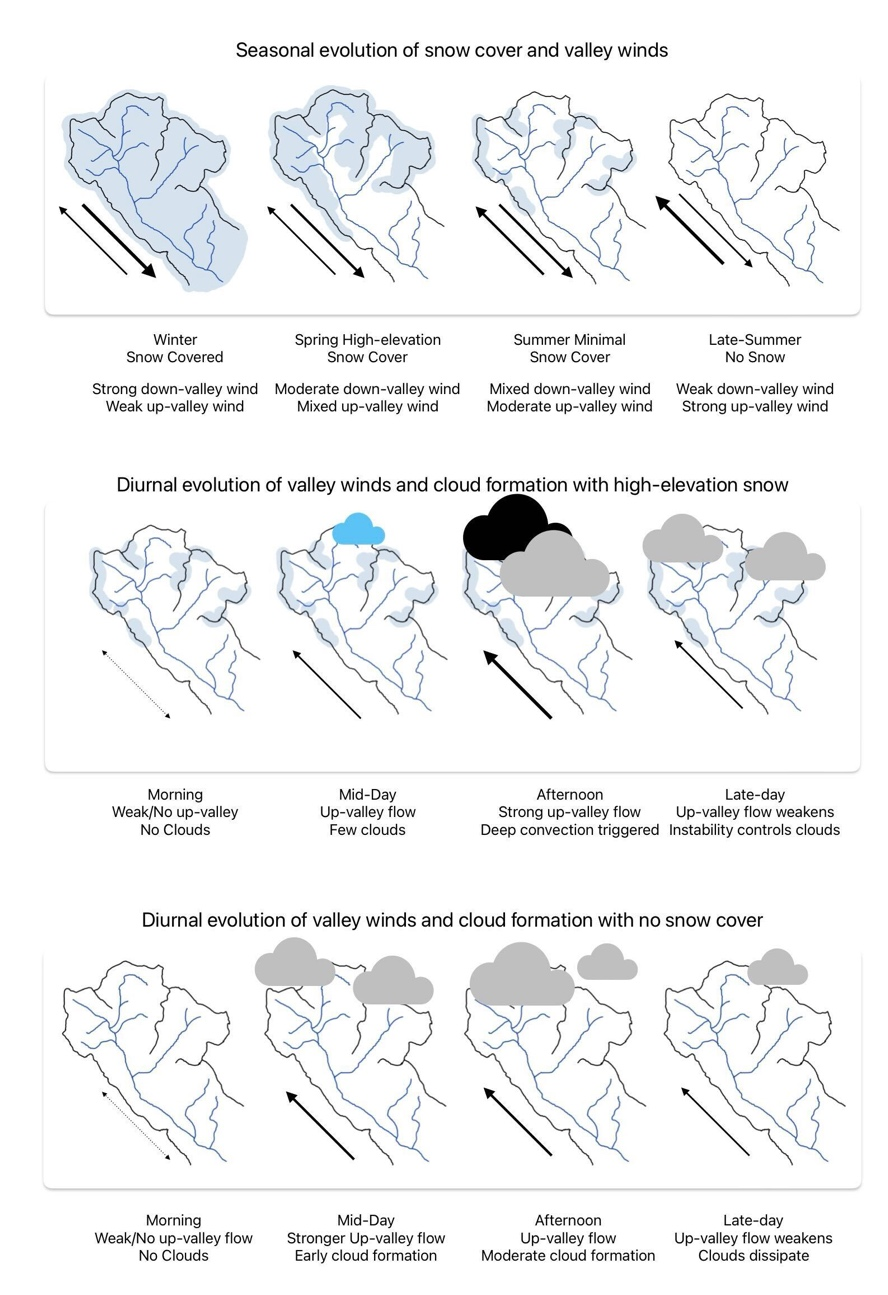 Seasonal evolution of snow cover and valley winds
Winter
Snow Covered
Strong down-valley wind
Weak up-valley wind
Spring High-elevation
Snow Cover
Moderate down-valley wind
Mixed up-valley wind
Summer Minimal
Snow Cover
Mixed down-valley wind
Moderate up-valley wind
Late-Summer
No Snow
Weak down-valley wind
Strong up-valley wind
Diurnal evolution of valley winds and cloud formation with high-elevation snow
Morning
Weak/No up-valley
No Clouds
Mid-Day
Up-valley flow
Few clouds
Afternoon
Strong up-valley flow
Deep convection triggered
Late-day
Up-valley flow weakens
Instability controls clouds
Diurnal evolution of valley winds and cloud formation with no snow cover
Morning
Weak/No up-valley flow
No Clouds
Mid-Day
Stronger Up-valley flow
Early cloud formation
Afternoon
Up-valley flow
Moderate cloud formation
Late-day
Up-valley flow weakens
Clouds dissipate